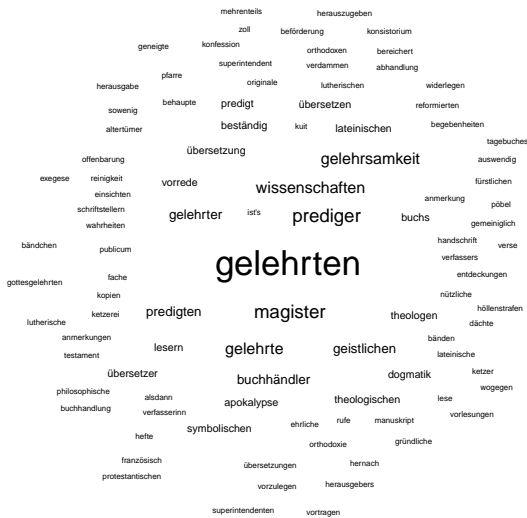 mehrenteils herauszugeben
zoll beförderung konsistorium
geneigte konfession orthodoxen bereichert
superintendent verdammen abhandlung
pfarre
herausgabe originale lutherischen widerlegen
sowenig behaupte predigt übersetzen reformierten
altertümer beständig kuit lateinischen begebenheiten
tagebuches
übersetzung gelehrsamkeit auswendig
offenbarung
exegese reinigkeit vorrede wissenschaften fürstlichen
einsichten anmerkung pöbel
schriftstellern gelehrter ist's prediger buchs gemeiniglich
wahrheiten
bändchen publicum handschrift verse
verfassers
gelehrten
gottesgelehrten fache entdeckungen
kopien nützliche
ketzerei predigten magister theologen höllenstrafen
lutherische dächte
anmerkungen bänden
testament lesern gelehrte geistlichen lateinische
übersetzer buchhändler dogmatik ketzer
philosophische wogegen
buchhandlung alsdann apokalypse theologischen lese
verfasserinn vorlesungen
symbolischen ehrliche rufe manuskript
hefte orthodoxie gründliche
französisch übersetzungen hernach
protestantischen
vorzulegen herausgebers
superintendenten vortragen